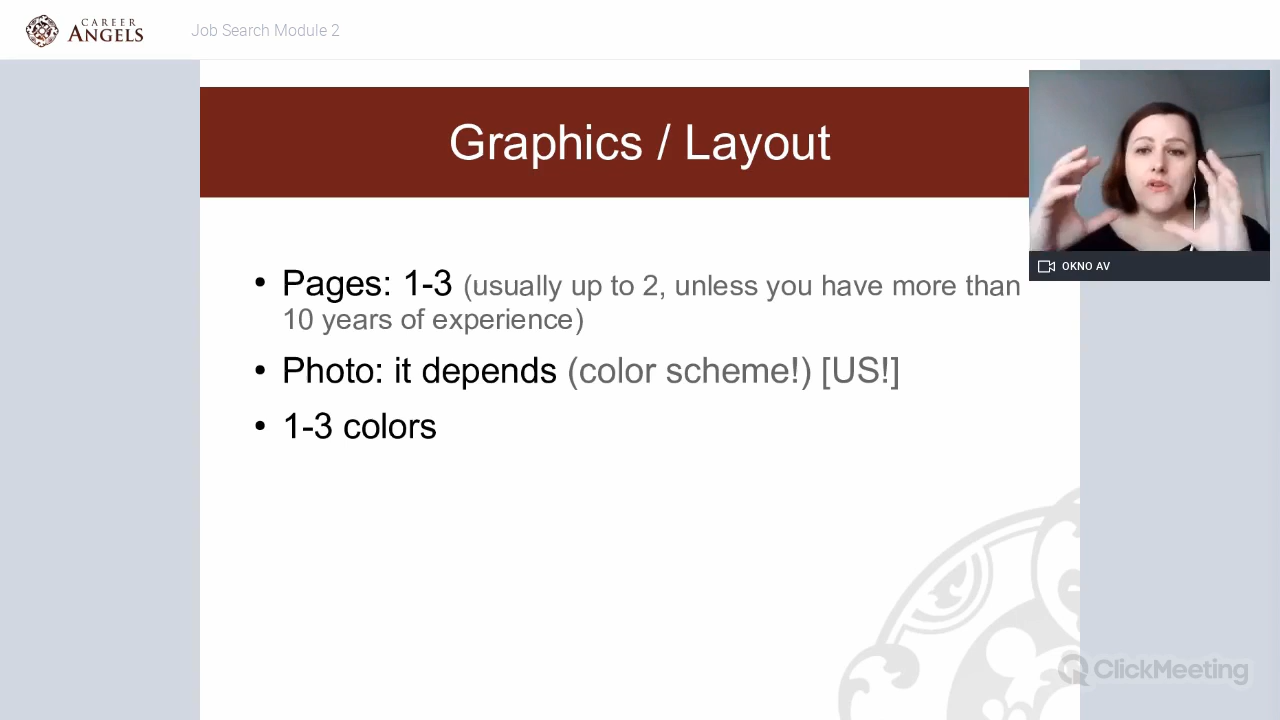 CAREER
ANGELS
Job Search Module 2
Graphics / Layout
• Pages: 1-3 (usually up to 2, unless you have more than
10 years of experience)
• Photo: it depends (color scheme!) [US!]
• 1-3 colors
OKNO AV
ClickMeeting